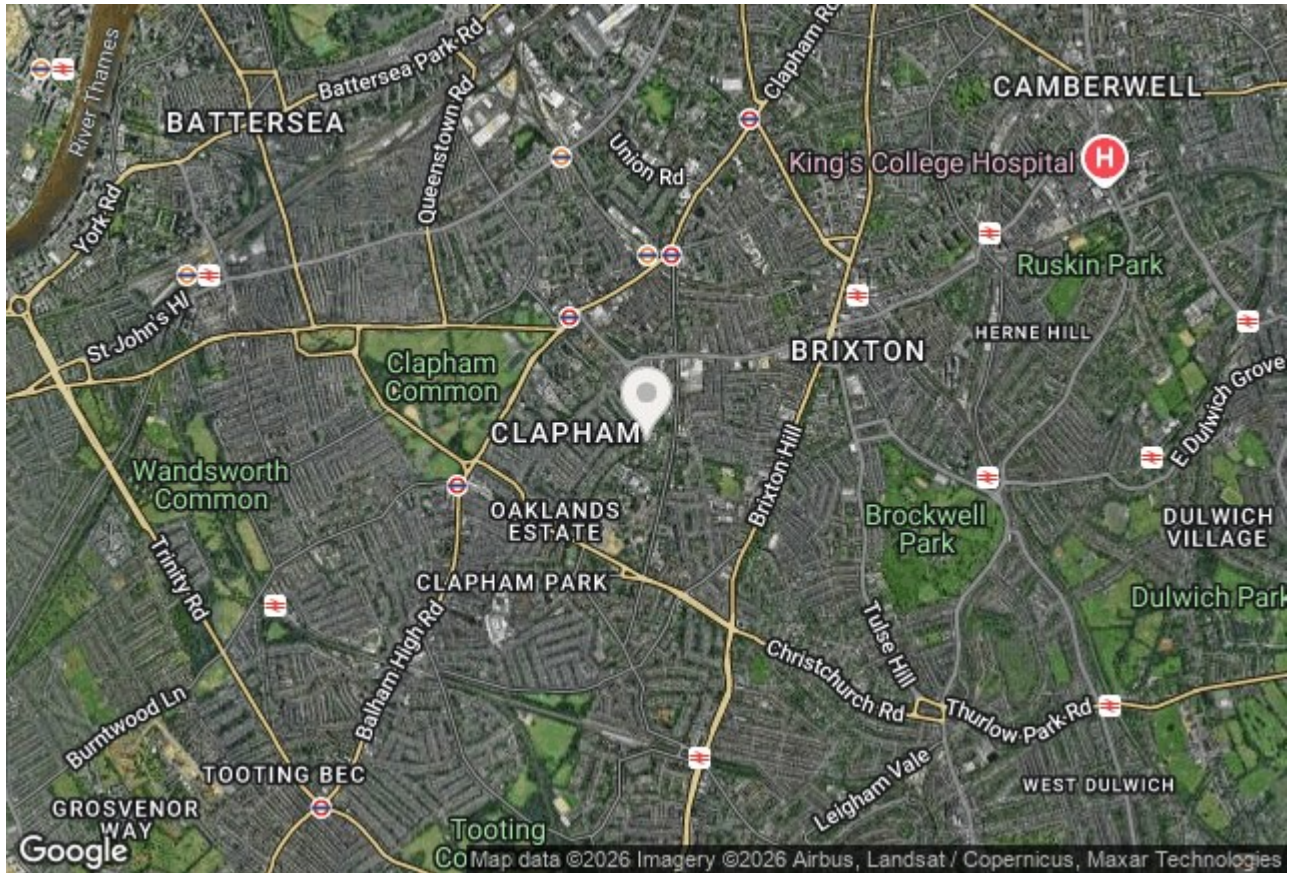 Clapham Rd
Battersea Park Rd
CAMBERWELL
River Thames
BATTERSEA
Queenstown Rd
Union Rd
King's College Hospital
H
York Rd
Ruskin Park
St John's Hl
HERNE HILL
BRIXTON
Clapham
Common
E Dulwich Grove
CLAPHAM
Wandsworth
Common
Brixton Hill
OAKLANDS
ESTATE
Brockwell
Park
DULWICH
VILLAGE
Trinity Rd
CLAPHAM PARK
Dulwich Park
Balham High Rd
Tulse Hill
Christchurch Rd
Thurlow Park Rd
Burntwood Ln
TOOTING BEC
Leigham Vale
WEST DULWICH
GROSVENOR
WAY
Tooting
Co
Google
Map data ©2026 Imagery ©2026 Airbus, Landsat / Copernicus, Maxar Technologies